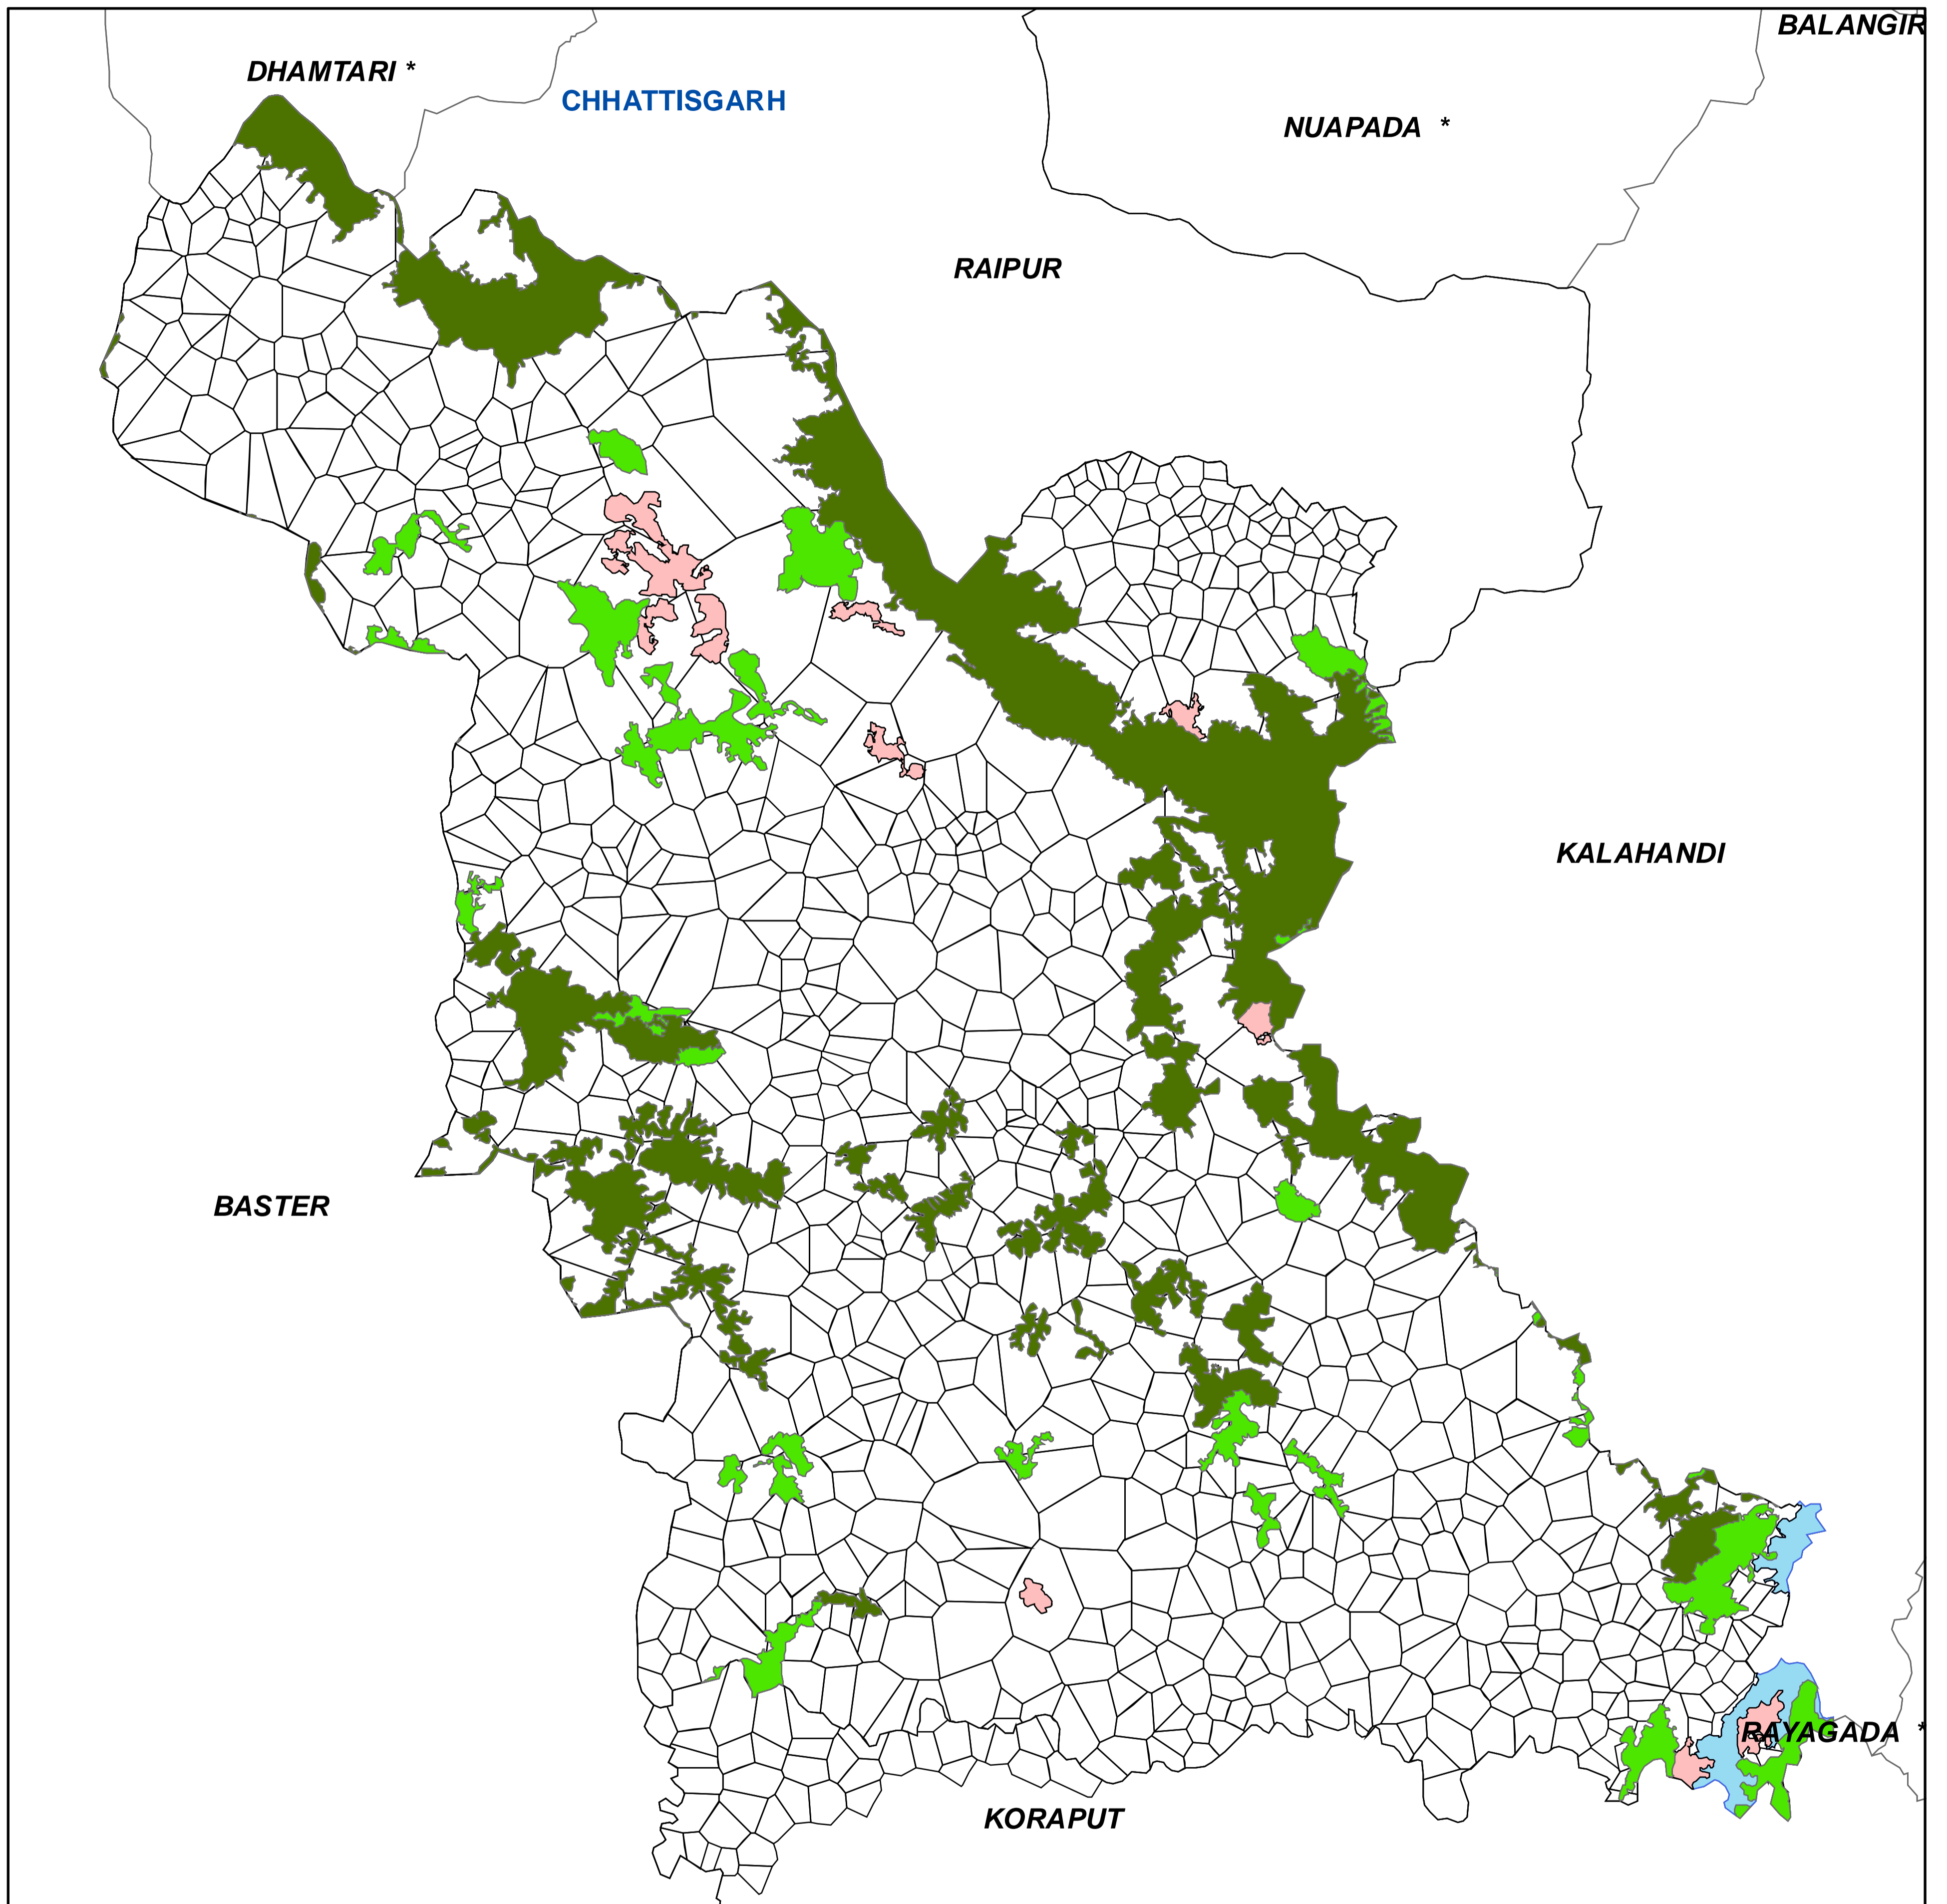 BALANGIR
DHAMTARI *
CHHATTISGARH
NUAPADA *
RAIPUR
KALAHANDI
BASTER
RAYAGADA *
KORAPUT